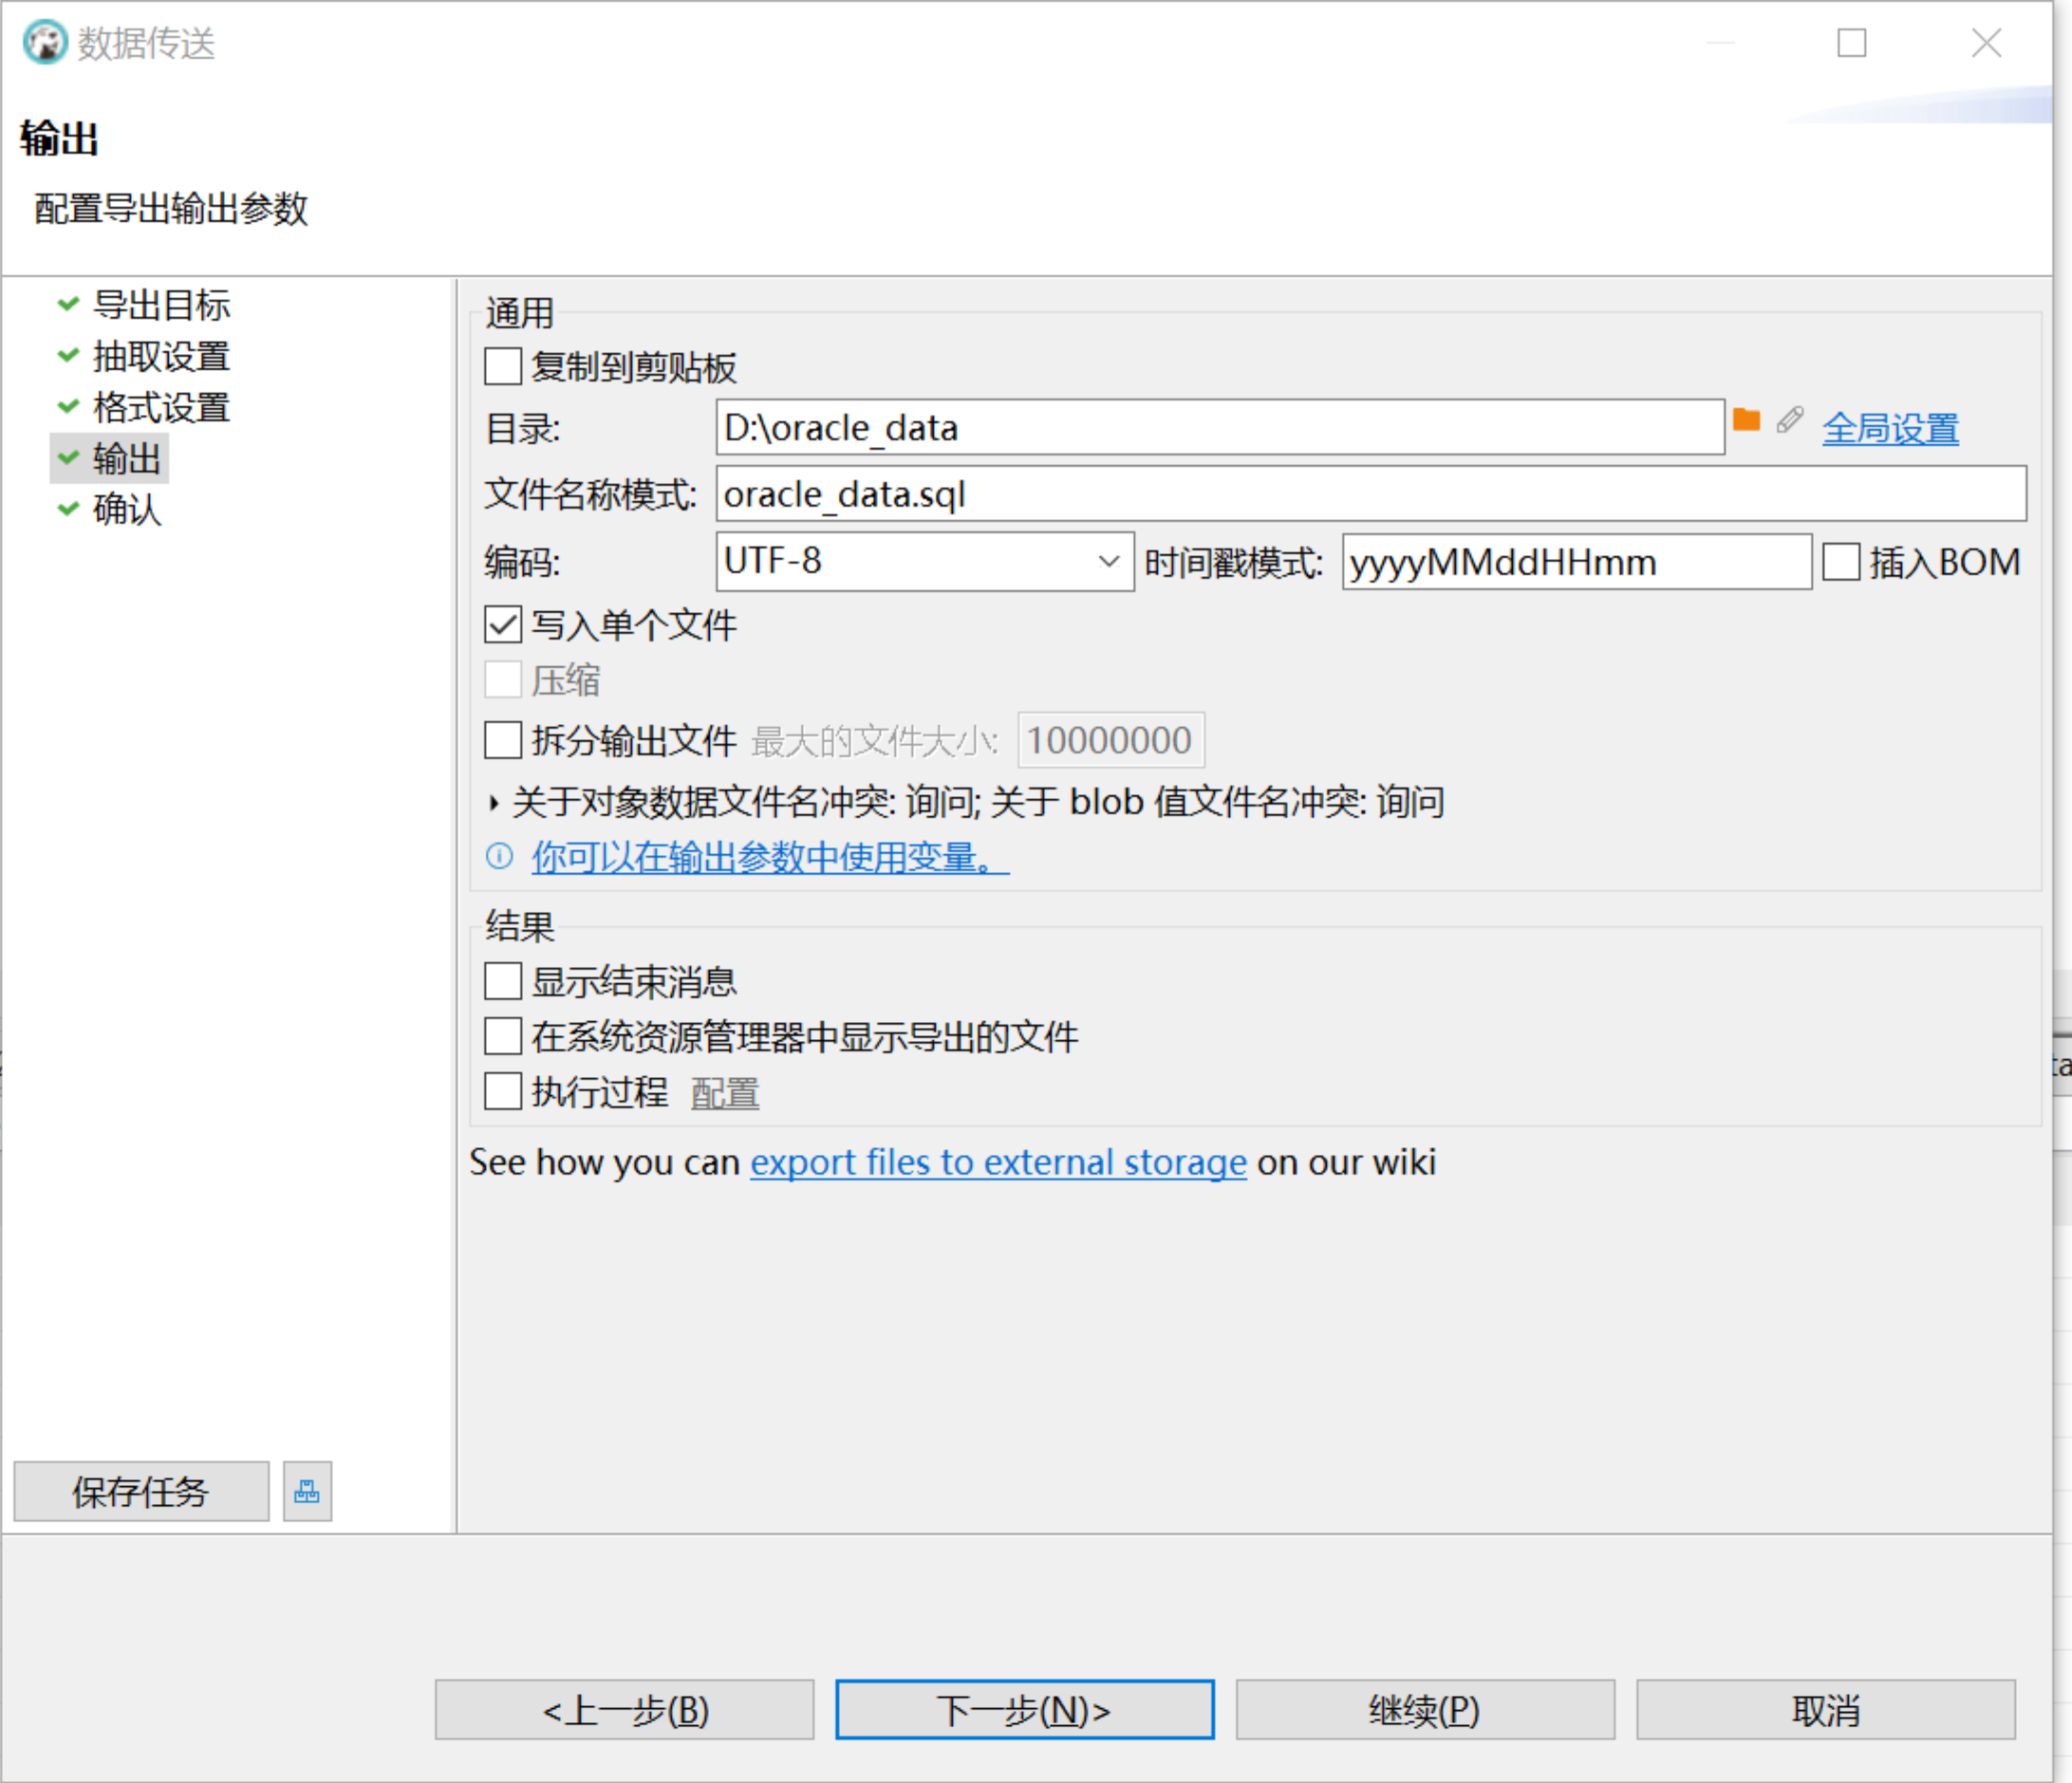 数据传送
输出
配置导出输出参数
导出目标
抽取设置
格式设置
输出
确认
通用
复制到剪贴板
目录: D:\oracle_data 全局设置
文件名称模式: oracle_data.sql
编码: UTF-8 时间戳模式: yyyyMMddHHmm 插入BOM
写入单个文件
压缩
拆分输出文件 最大的文件大小: 10000000
关于对象数据文件名冲突: 询问; 关于 blob 值文件名冲突: 询问
你可以在输出参数中使用变量。
结果
显示结束消息
在系统资源管理器中显示导出的文件
执行过程 配置
See how you can export files to external storage on our wiki
保存任务
<上一步(B) 下一步(N)> 继续(P) 取消
ta